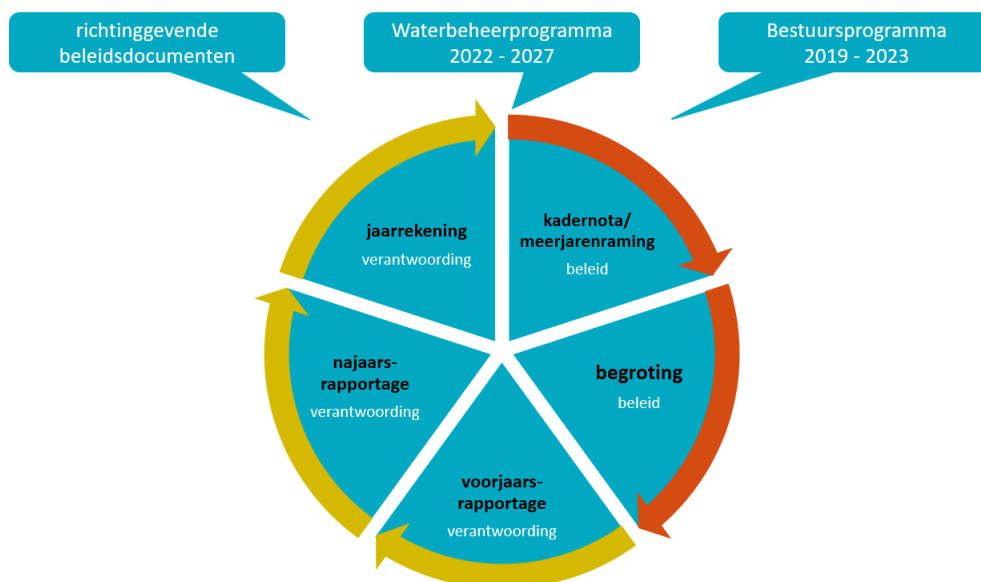 richtinggevende
beleidsdocumenten
Waterbeheerprogramma
2022 - 2027
Bestuursprogramma
2019 - 2023
jaarrekening
verantwoording
kadernota/
meerjarenraming
beleid
najaars-
rapportage
verantwoording
begroting
beleid
voorjaars-
rapportage
verantwoording